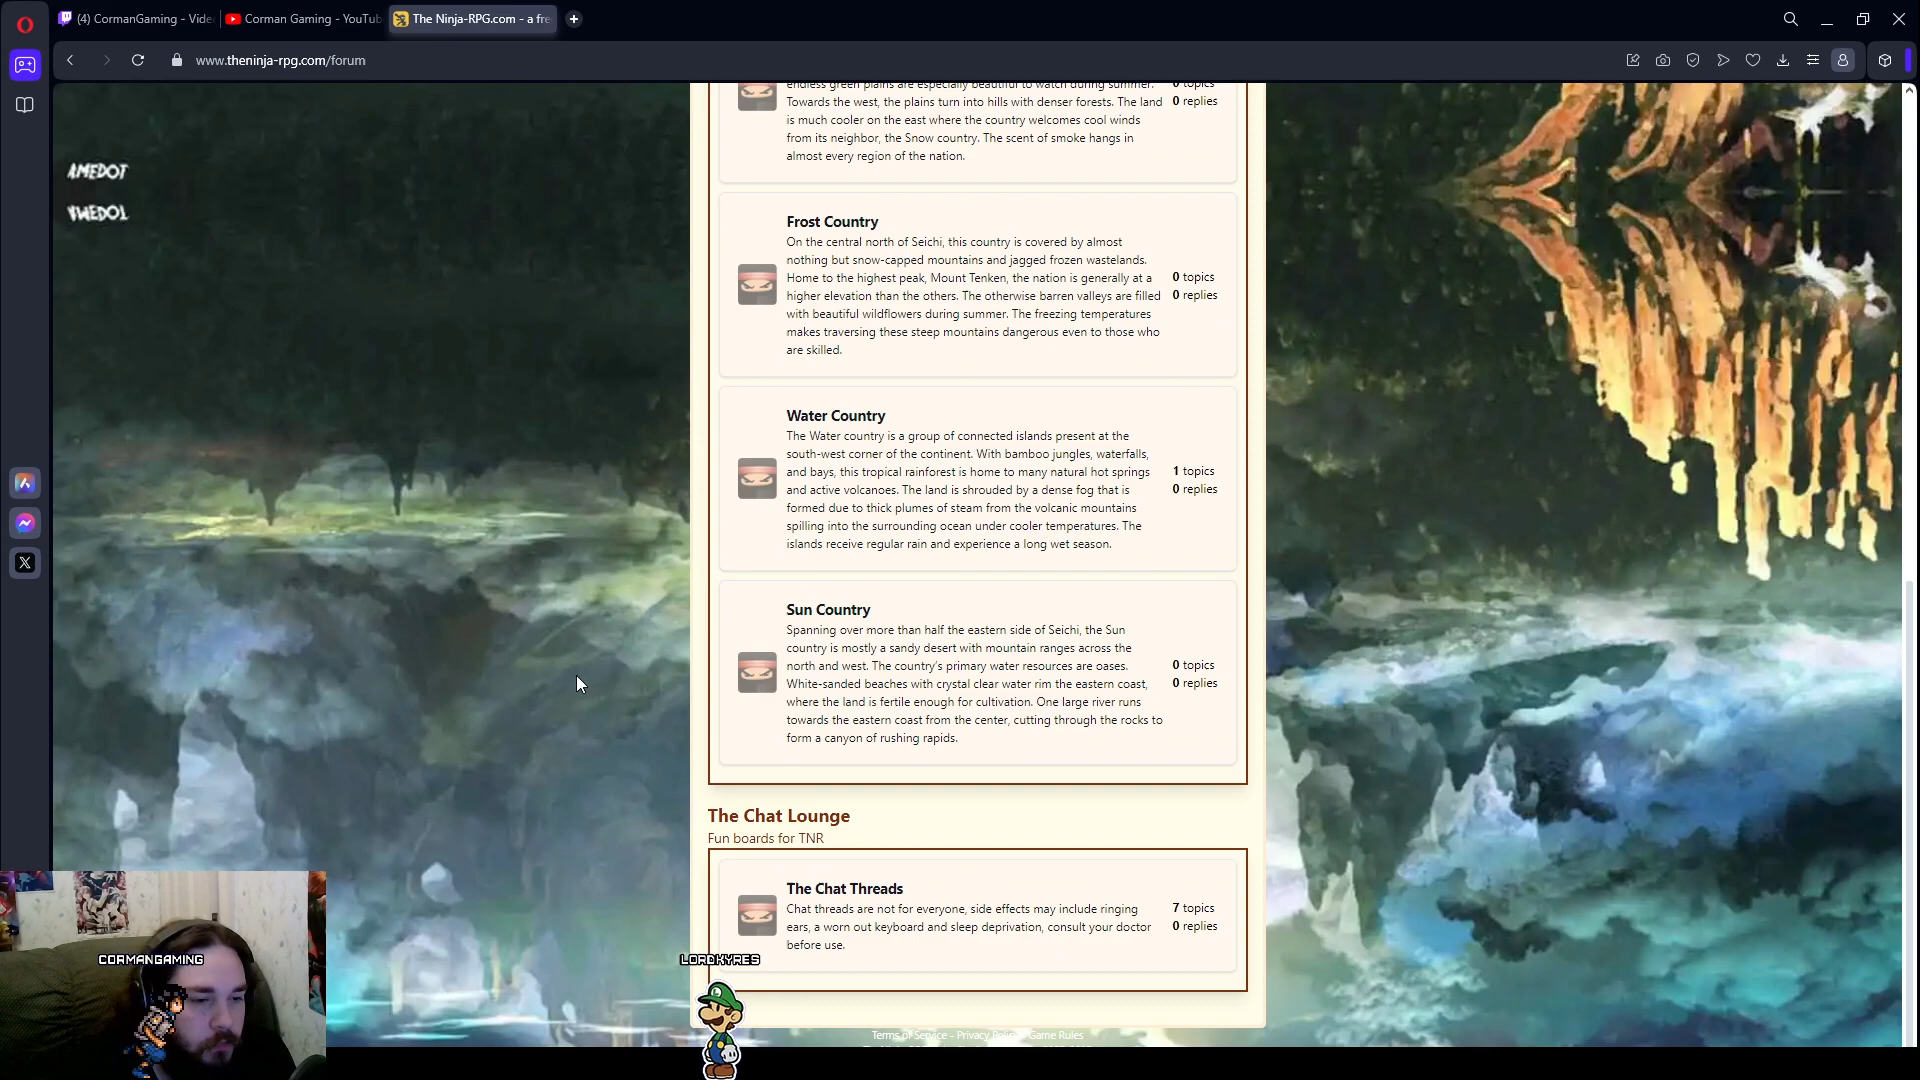 (4) CormanGaming - Vide
Corman Gaming - YouTub
The Ninja-RPG.com - a fre
www.theninja-rpg.com/forum
AMEDOT
endless green plains are especially beautiful to watch during summer.
Towards the west, the plains turn into hills with denser forests. The land
is much cooler on the east where the country welcomes cool winds
from its neighbor, the Snow country. The scent of smoke hangs in
almost every region of the nation.
0 topics
0 replies
Frost Country
On the central north of Seichi, this country is covered by almost
nothing but snow-capped mountains and jagged frozen wastelands.
Home to the highest peak, Mount Tenken, the nation is generally at a
higher elevation than the others. The otherwise barren valleys are filled
with beautiful wildflowers during summer. The freezing temperatures
makes traversing these steep mountains dangerous even to those who
are skilled.
0 topics
0 replies
Water Country
The Water country is a group of connected islands present at the
south-west corner of the continent. With bamboo jungles, waterfalls,
and bays, this tropical rainforest is home to many natural hot springs
and active volcanoes. The land is shrouded by a dense fog that is
formed due to thick plumes of steam from the volcanic mountains
spilling into the surrounding ocean under cooler temperatures. The
islands receive regular rain and experience a long wet season.
1 topics
0 replies
Sun Country
Spanning over more than half the eastern side of Seichi, the Sun
country is mostly a sandy desert with mountain ranges across the
north and west. The country's primary water resources are oases.
White-sanded beaches with crystal clear water rim the eastern coast,
where the land is fertile enough for cultivation. One large river runs
towards the eastern coast from the center, cutting through the rocks to
form a canyon of rushing rapids.
0 topics
0 replies
The Chat Lounge
Fun boards for TNR
The Chat Threads
Chat threads are not for everyone, side effects may include ringing
ears, a worn out keyboard and sleep deprivation, consult your doctor
before use.
7 topics
0 replies
CORMANGAMING
LORDKYRES
Terms of Service - Privacy Policy - Game Rules